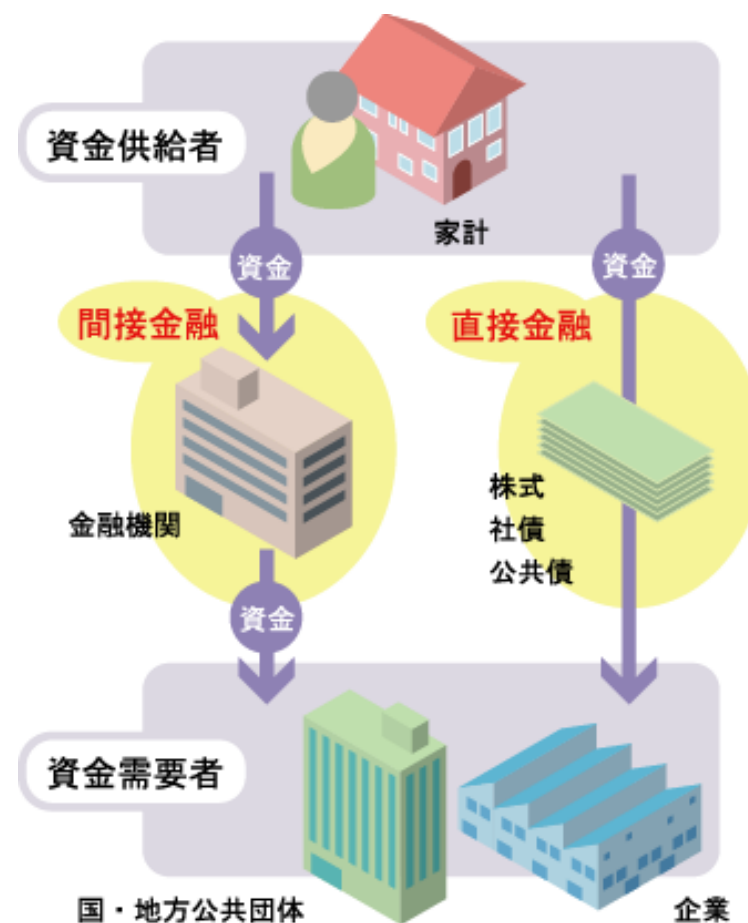 資金供給者
家計
資金
資金
間接金融
直接金融
金融機関
株式
社債
公共債
資金
資金需要者
国・地方公共団体
企業